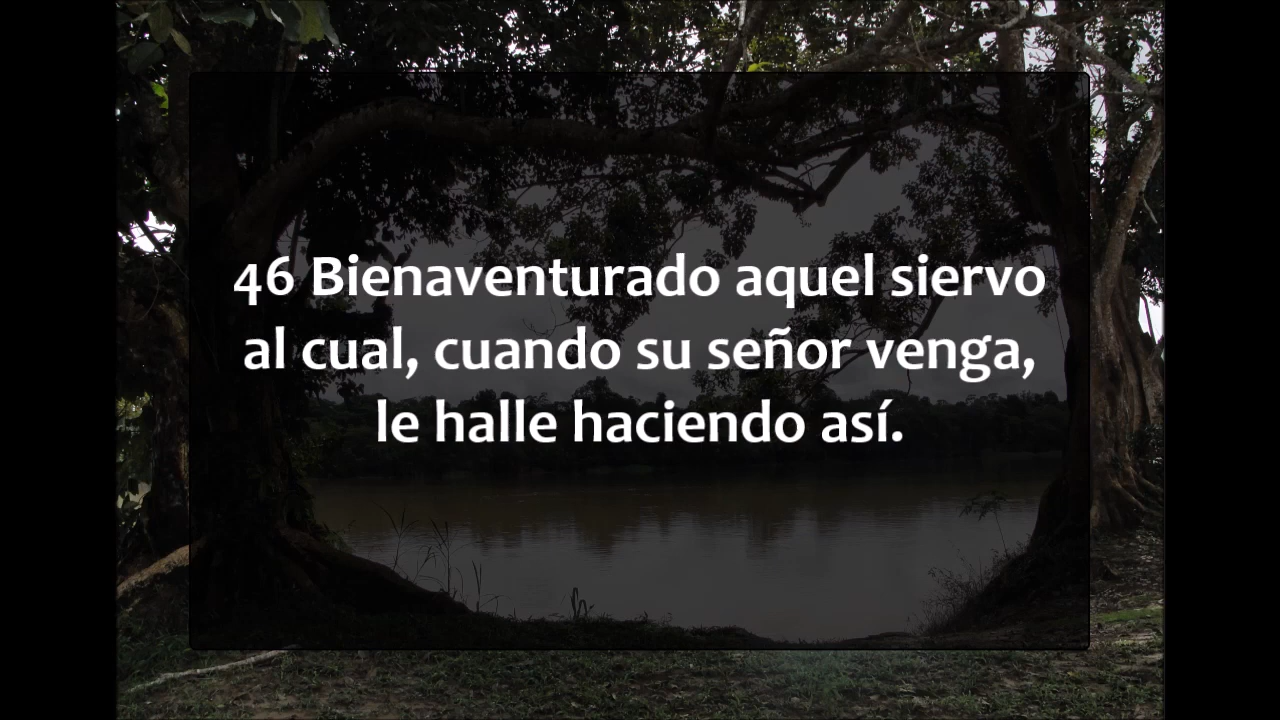 46 Bienaventurado aquel siervo
al cual, cuando su señor venga,
le halle haciendo así.